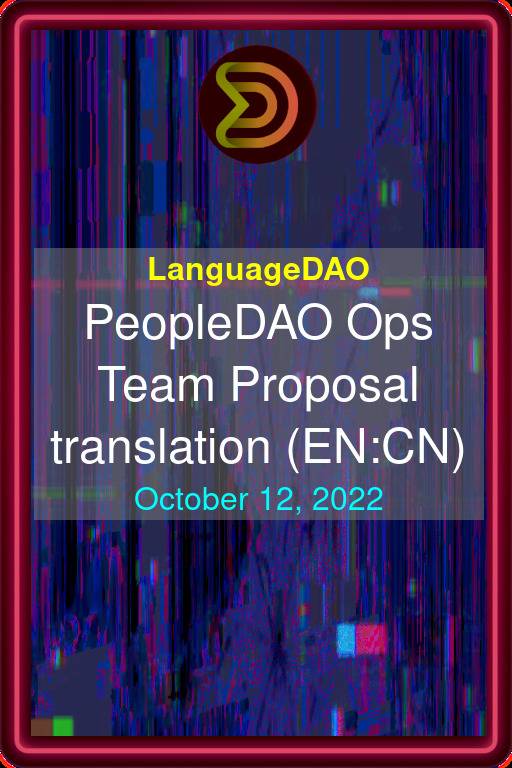 LanguageDAO
PeopleDAO Ops
Team Proposal
translation (EN:CN)
October 12, 2022